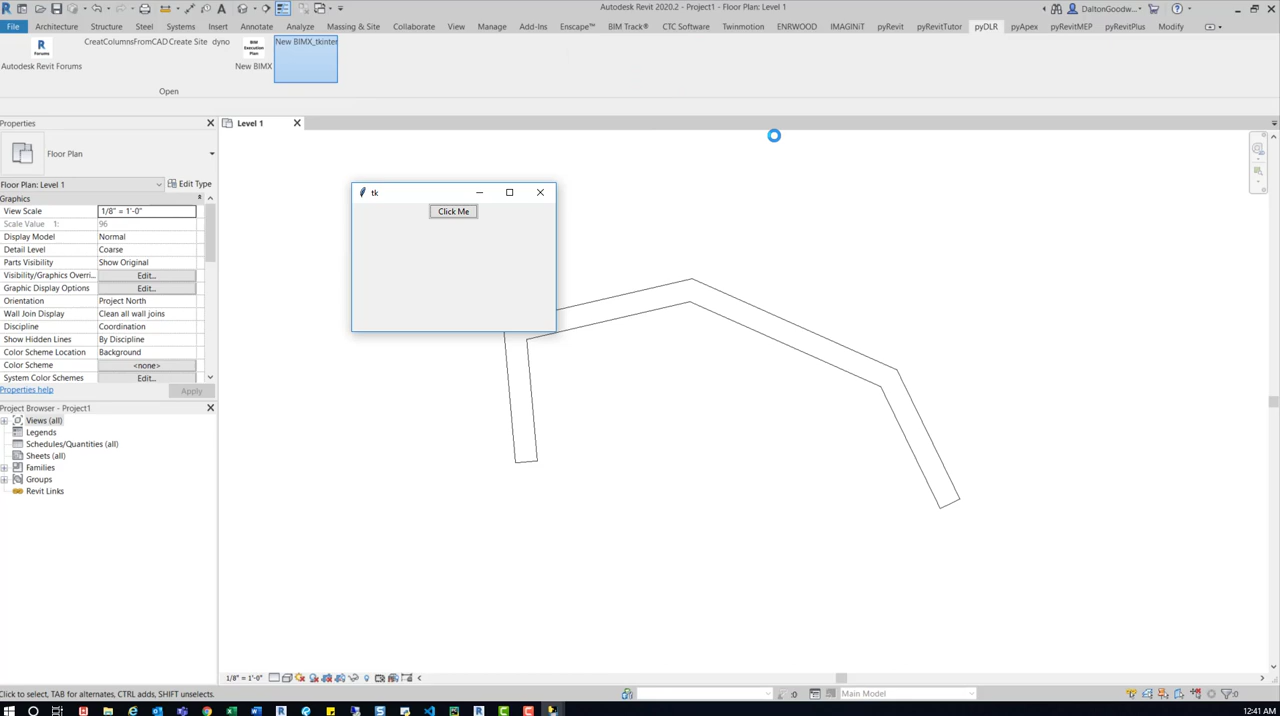 Autodesk Revit 2020.2 - Project1 - Floor Plan: Level 1
DaltonGoodw...
File Architecture Structure Steel Systems Insert Annotate Analyze Massing & Site Collaborate View Manage Add-Ins Enscape™ BIM Track® CTC Software Twinmotion ENRWOOD IMAGINiT pyRevit pyRevitTutor pyDLR pyApex pyRevitMEP pyRevitPlus Modify
R Forums
CreatColumnsFromCAD Create Site dyno
BIM Execution Plan
New BIMX_tkinter
Autodesk Revit Forums
New BIMX
Open
Properties
Level 1
Floor Plan
Floor Plan: Level 1
Edit Type
Graphics
View Scale 1/8" = 1'-0"
Scale Value 1: 96
Display Model Normal
Detail Level Coarse
Parts Visibility Show Original
Visibility/Graphics Overri... Edit...
Graphic Display Options Edit...
Orientation Project North
Wall Join Display Clean all wall joins
Discipline Coordination
Show Hidden Lines By Discipline
Color Scheme Location Background
Color Scheme <none>
System Color Schemes Edit...
Properties help
Apply
tk
Click Me
Project Browser - Project1
Views (all)
Legends
Schedules/Quantities (all)
Sheets (all)
Families
Groups
Revit Links
1/8" = 1'-0"
Click to select, TAB for alternates, CTRL adds, SHIFT unselects.
:0
Main Model
:0
12:41 AM